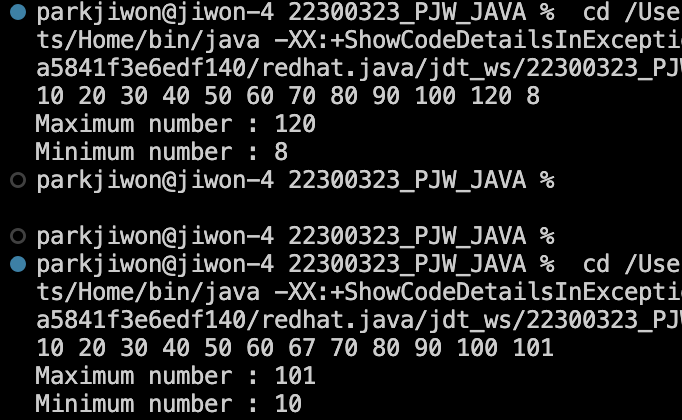 parkjiwon@jiwon-4 22300323_PJW_JAVA %  cd /Use
ts/Home/bin/java -XX:+ShowCodeDetailsInExcepti
a5841f3e6edf140/redhat.java/jdt_ws/22300323_PJW
10 20 30 40 50 60 70 80 90 100 120 8
Maximum number : 120
Minimum number : 8
parkjiwon@jiwon-4 22300323_PJW_JAVA %
parkjiwon@jiwon-4 22300323_PJW_JAVA %
parkjiwon@jiwon-4 22300323_PJW_JAVA %  cd /Use
ts/Home/bin/java -XX:+ShowCodeDetailsInExcepti
a5841f3e6edf140/redhat.java/jdt_ws/22300323_PJW
10 20 30 40 50 60 67 70 80 90 100 101
Maximum number : 101
Minimum number : 10